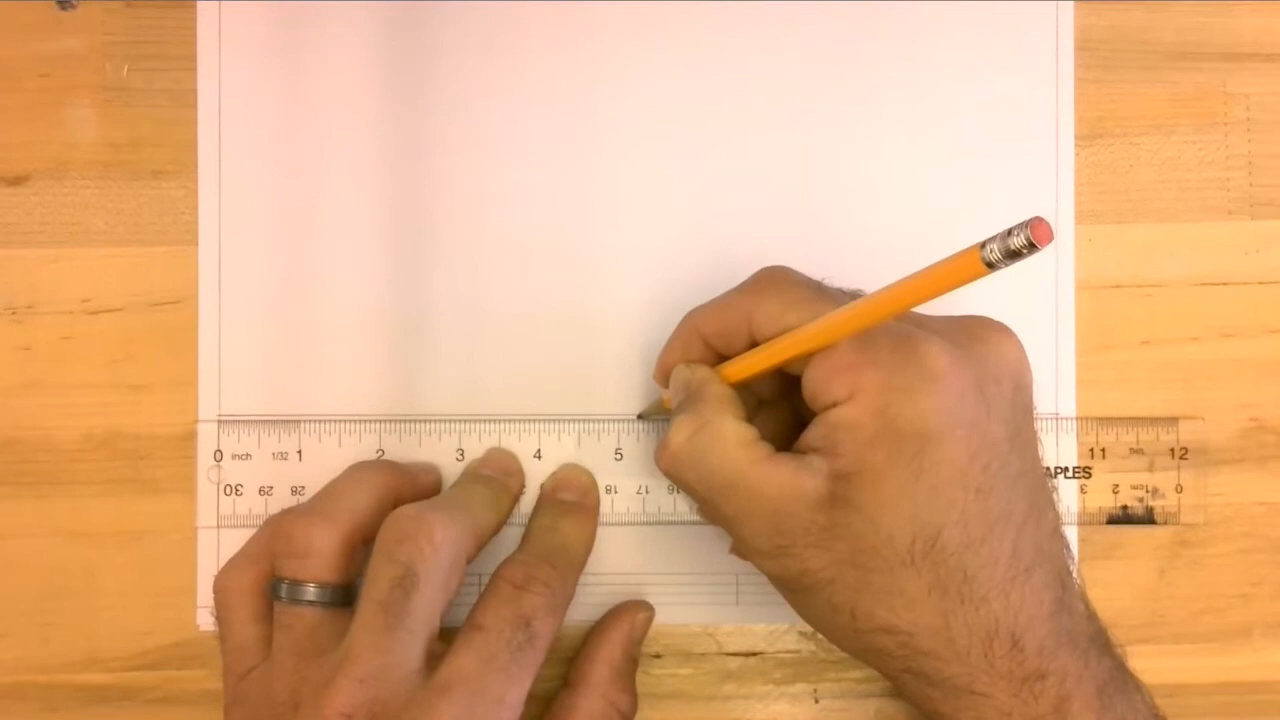 0 inch 1/32 1 2 3 4 5 11 12
30 29 28 18 17 16 APLES 3 2 1cm 0